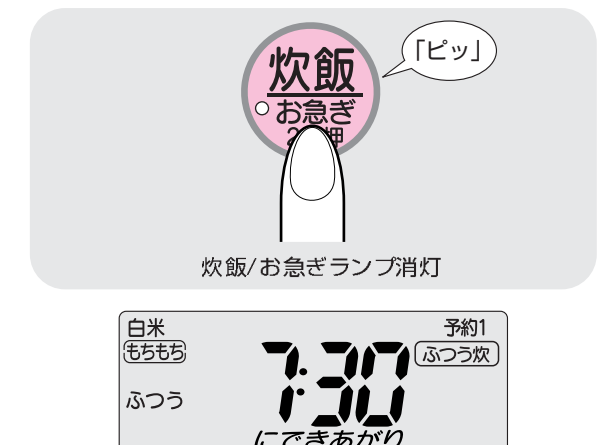 炊飯
「ピッ」
お急ぎ
炊飯/お急ぎランプ消灯
白米
予約1
もちもち
7:30
ふつう炊
ふつう
にできあがり